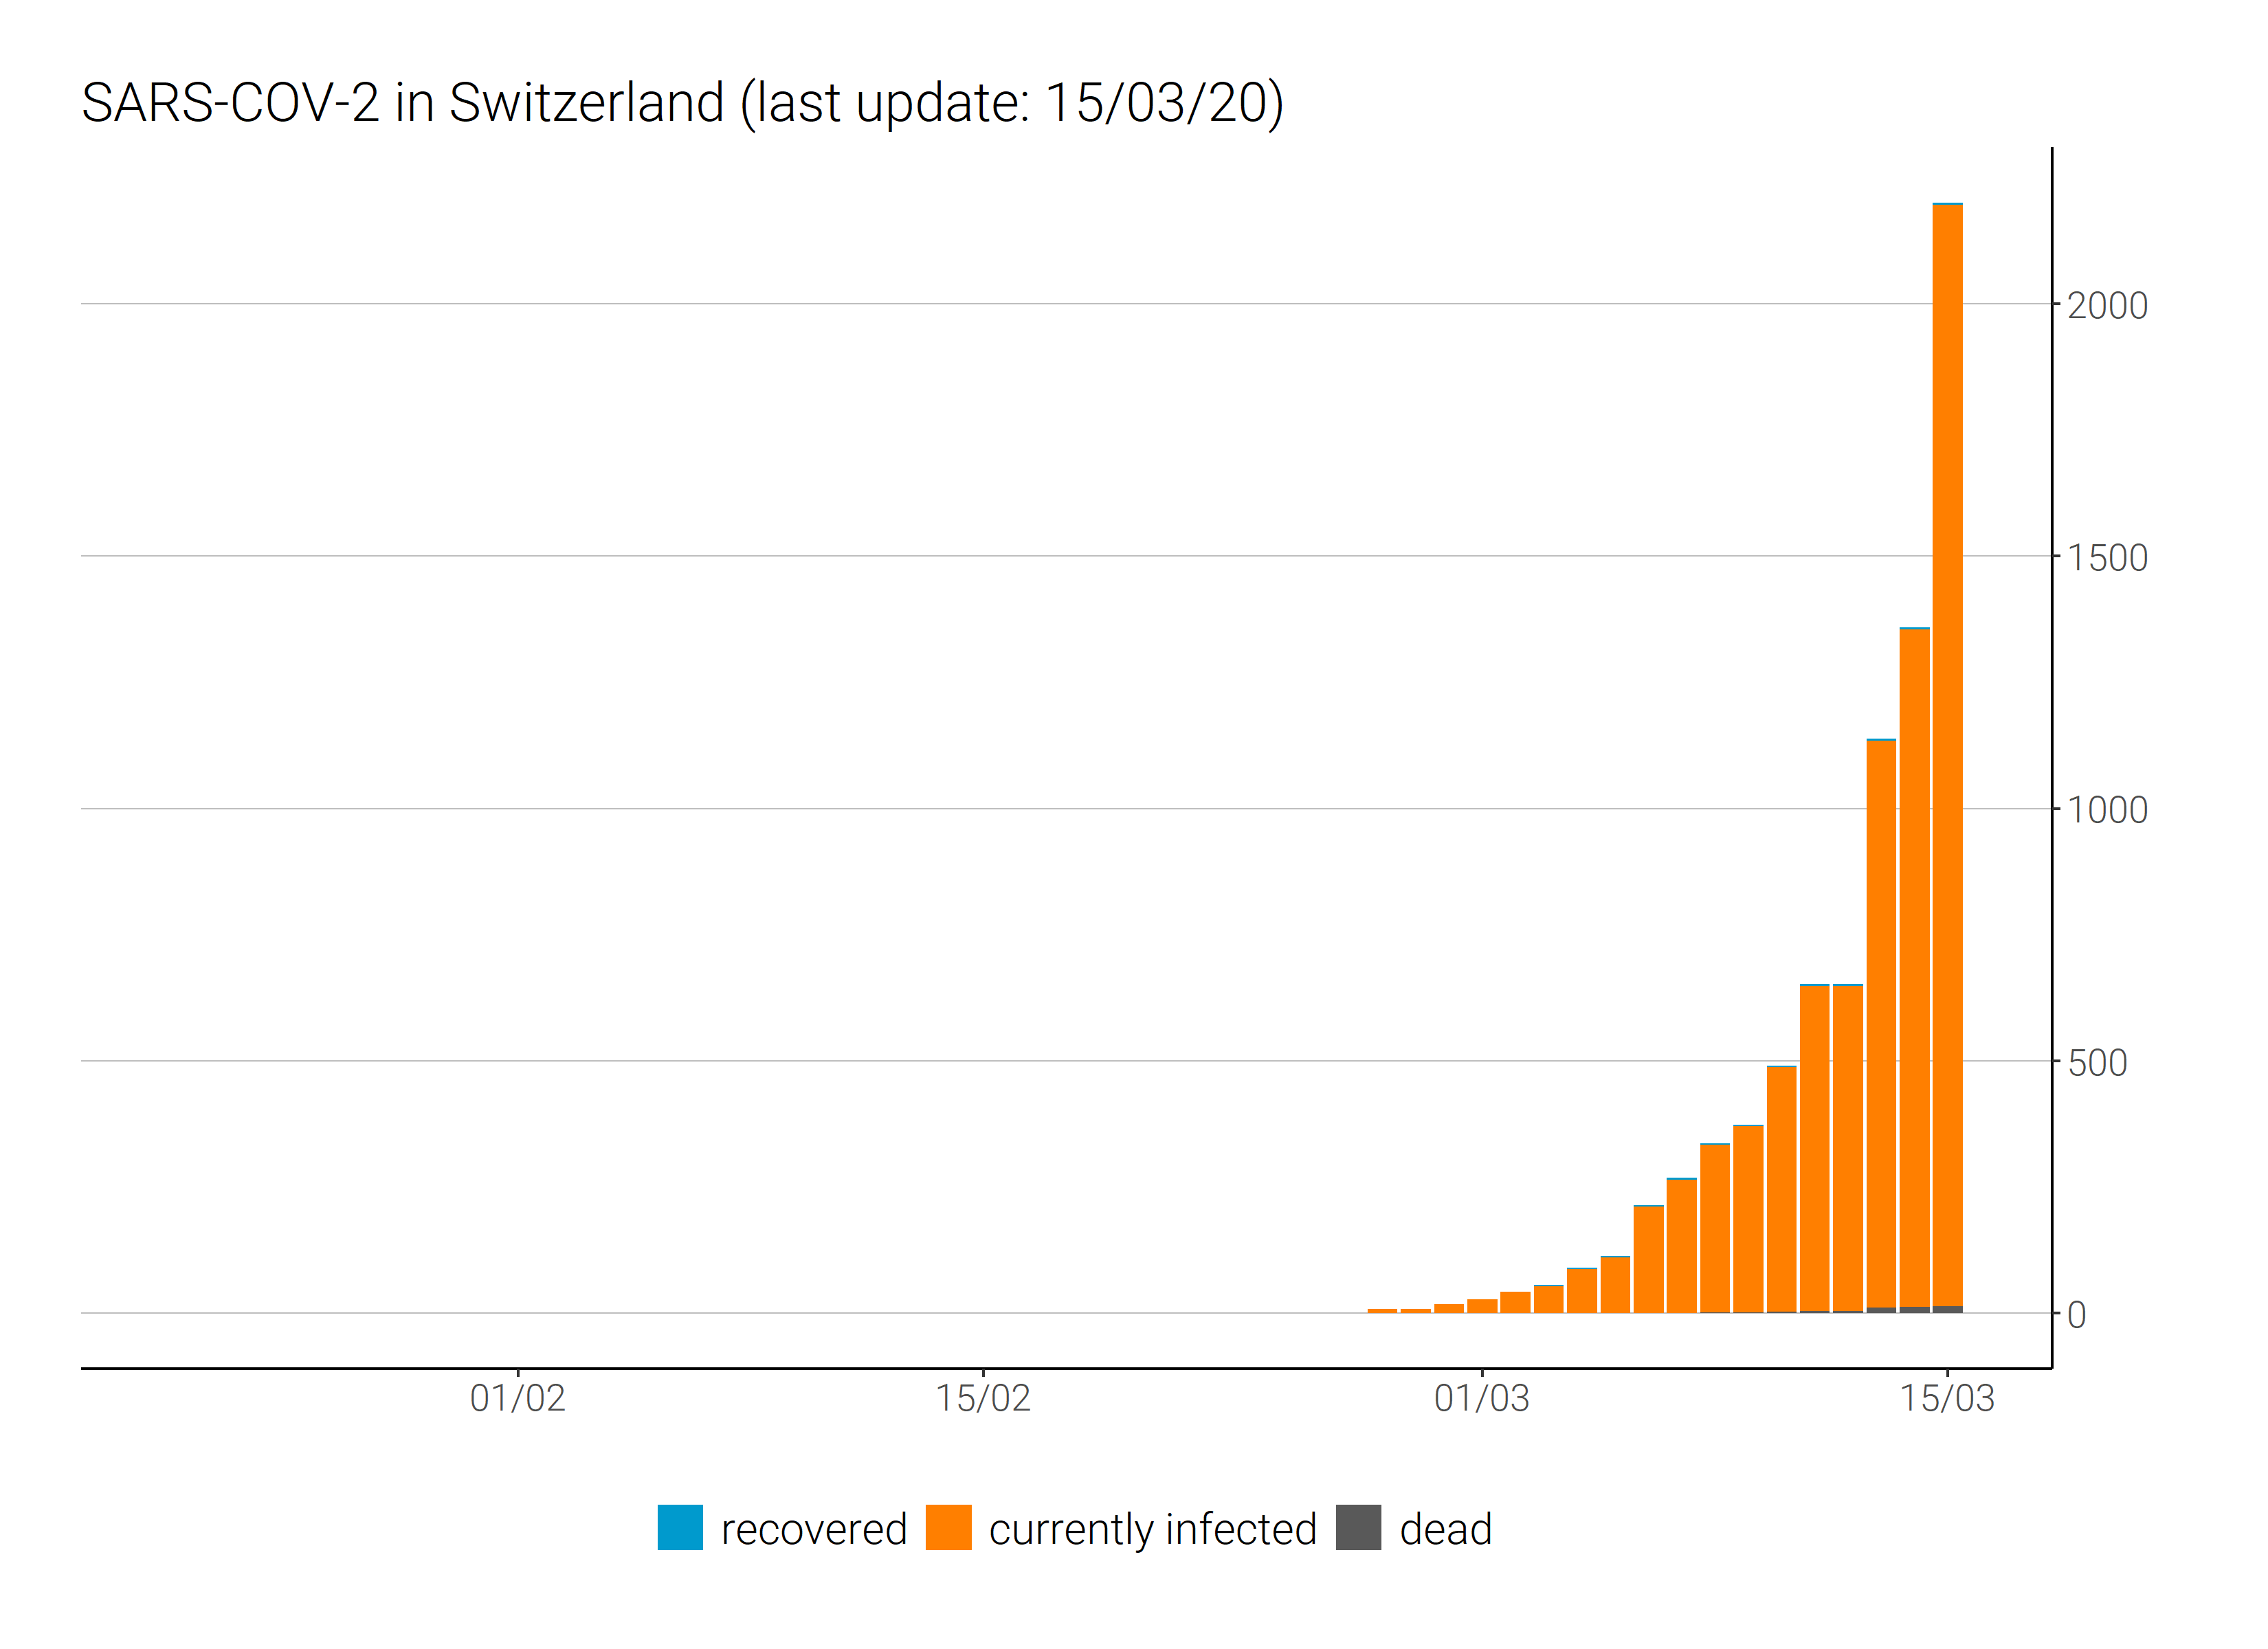 SARS-COV-2 in Switzerland (last update: 15/03/20)
2000
1500
1000
500
0
01/02 15/02 01/03 15/03
recovered currently infected dead